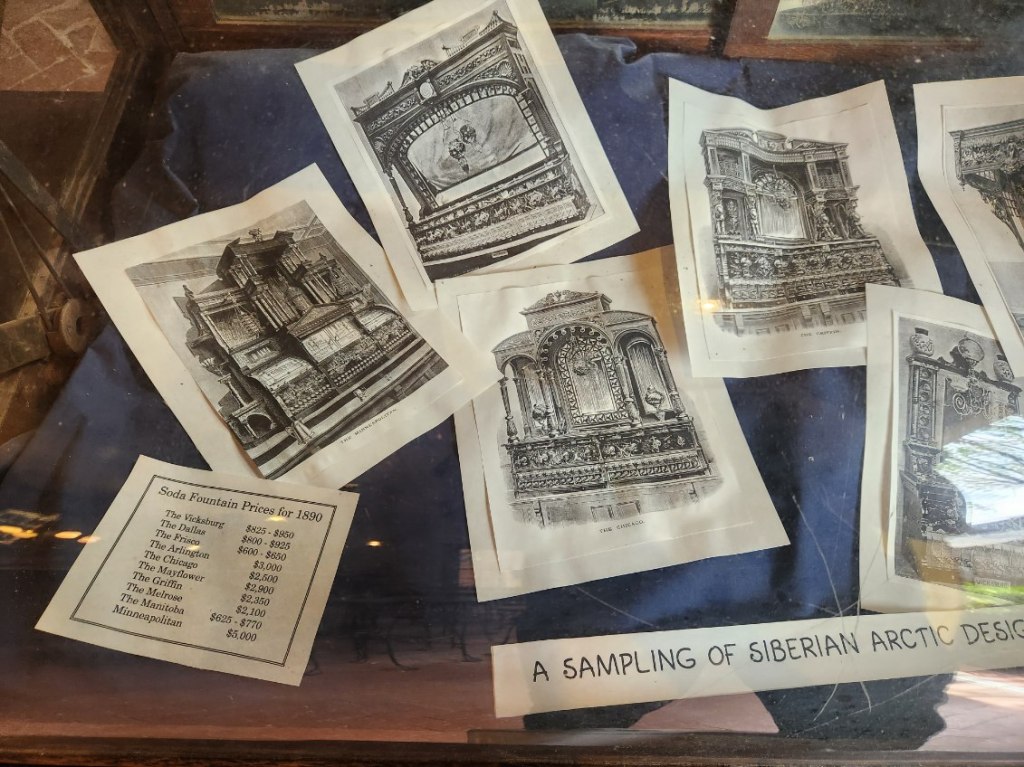 THE MINNEAPOLITAN.
THE CHICAGO.
Soda Fountain Prices for 1890
The Vicksburg $825 - $950
The Dallas $800 - $925
The Frisco $600 - $650
The Arlington $3,000
The Chicago $2,500
The Mayflower $2,900
The Griffin $2,350
The Melrose $2,100
The Manitoba $625 - $770
Minneapolitan $5,000
A SAMPLING OF SIBERIAN ARCTIC DESIG